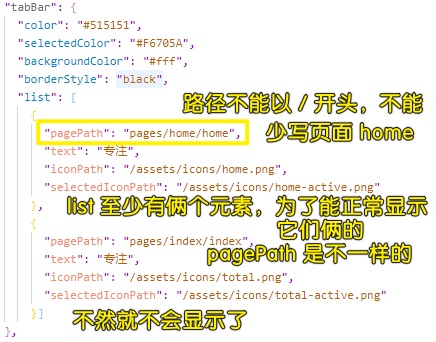 "tabBar": {
"color": "#515151",
"selectedColor": "#F6705A",
"backgroundColor": "#fff",
"borderStyle": "black",
"list": [
{
路径不能以 / 开头，不能
少写页面 home
"pagePath": "pages/home/home",
"text": "专注",
"iconPath": "/assets/icons/home.png",
"selectedIconPath": "/assets/icons/home-active.png"
},
list 至少有俩个元素，为了能正常显示
它们俩的
pagePath 是不一样的
{
"pagePath": "pages/index/index",
"text": "专注",
"iconPath": "/assets/icons/total.png",
"selectedIconPath": "/assets/icons/total-active.png"
}]
不然就不会显示了
},